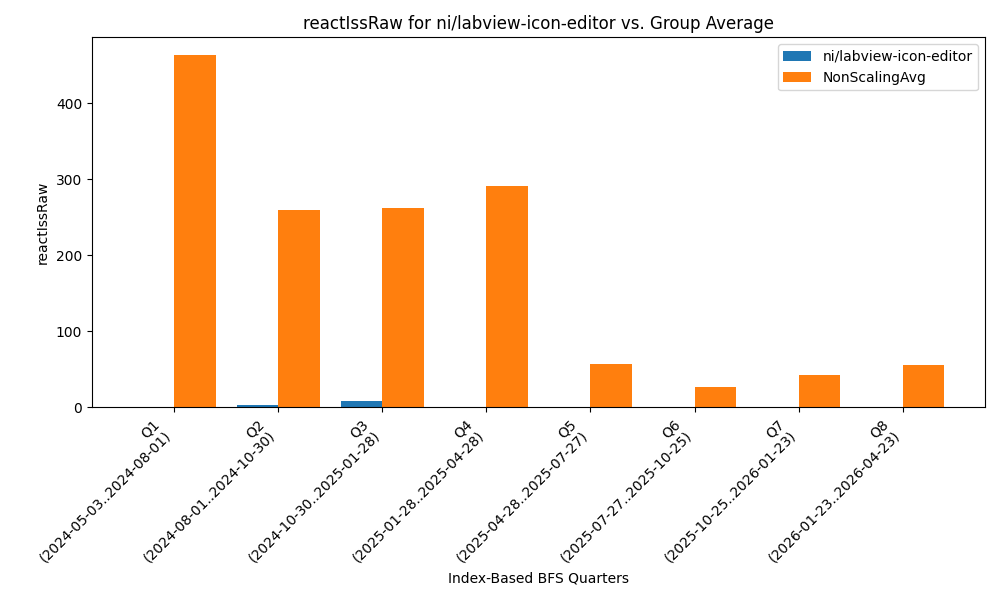 reactIssRaw for ni/labview-icon-editor vs. Group Average
ni/labview-icon-editor
NonScalingAvg
reactIssRaw
400
300
200
100
0
Q1
(2024-05-03..2024-08-01)
Q2
(2024-08-01..2024-10-30)
Q3
(2024-10-30..2025-01-28)
Q4
(2025-01-28..2025-04-28)
Q5
(2025-04-28..2025-07-27)
Q6
(2025-07-27..2025-10-25)
Q7
(2025-10-25..2026-01-23)
Q8
(2026-01-23..2026-04-23)
Index-Based BFS Quarters